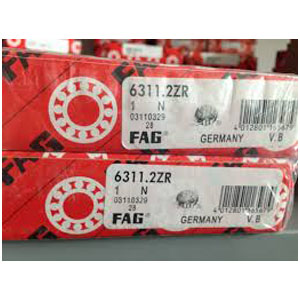 FAG
6311.2ZR
1 N
03110329
28
FAG
GERMANY V.B
FAG
6311.2ZR
1 N
03110329
28
FAG
GERMANY V.B